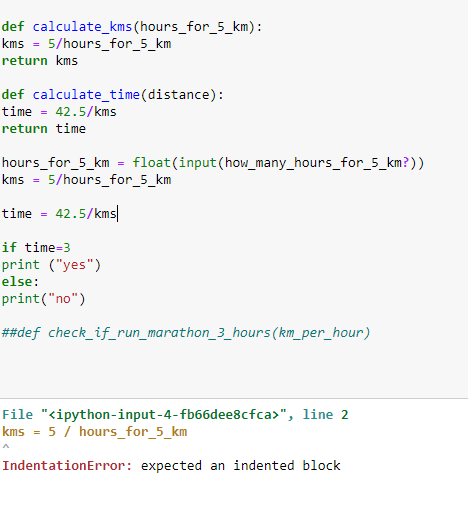 def calculate_kms(hours_for_5_km):
kms = 5/hours_for_5_km
return kms
def calculate_time(distance):
time = 42.5/kms
return time
hours_for_5_km = float(input(how_many_hours_for_5_km?))
kms = 5/hours_for_5_km
time = 42.5/kms
if time=3
print ("yes")
else:
print("no")
##def check_if_run_marathon_3_hours(km_per_hour)
File "<ipython-input-4-fb66dee8cfca>", line 2
kms = 5 / hours_for_5_km
^
IndentationError: expected an indented block